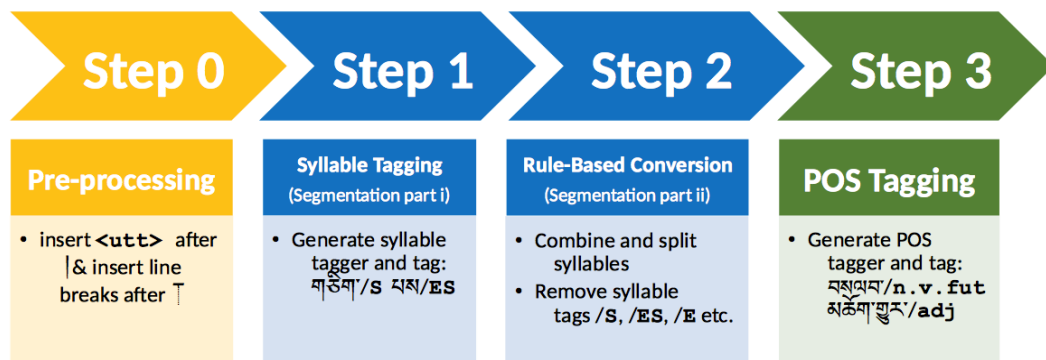 Step 0
Step 1
Step 2
Step 3
Pre-processing
• insert <utt> after
།& insert line
breaks after ༑
Syllable Tagging
(Segmentation part i)
• Generate syllable
tagger and tag:
གཅིག་/S པས/ES
Rule-Based Conversion
(Segmentation part ii)
• Combine and split
syllables
• Remove syllable
tags /S, /ES, /E etc.
POS Tagging
• Generate POS
tagger and tag:
བསལབ་/n.v.fut
མཆོག་གྱུར་/adj